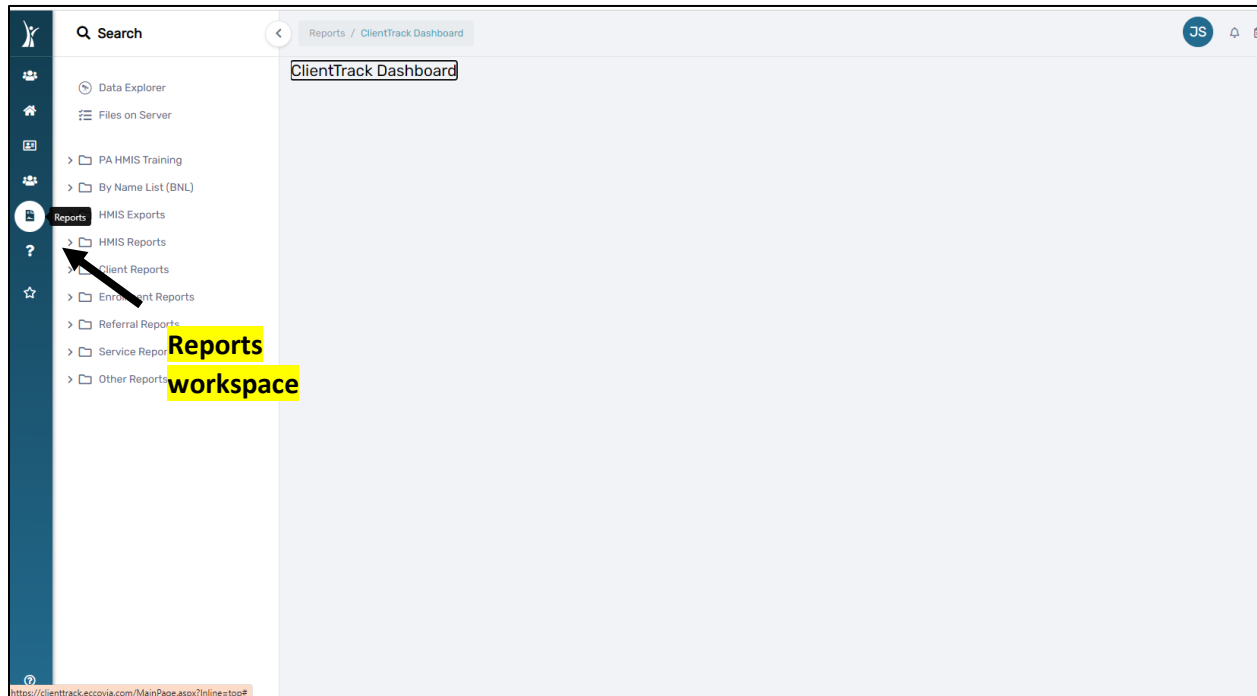 Search
Reports / ClientTrack Dashboard
JS
ClientTrack Dashboard
Data Explorer
Files on Server
PA HMIS Training
By Name List (BNL)
Reports
HMIS Exports
HMIS Reports
Client Reports
Enrollment Reports
Referral Reports
Service Repor
Other Reports
Reports
workspace
?
?
https://clienttrack.eccovia.com/MainPage.aspx?Inline=top#